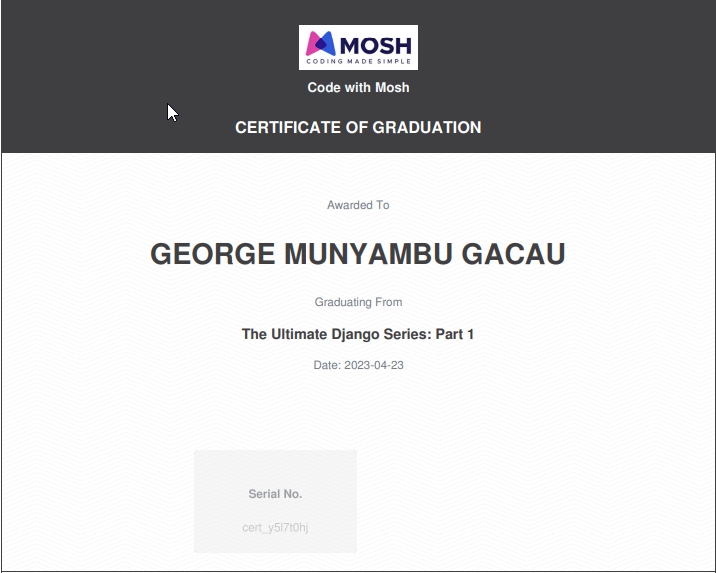 MOSH
CODING MADE SIMPLE
Code with Mosh
CERTIFICATE OF GRADUATION
Awarded To
GEORGE MUNYAMBU GACAU
Graduating From
The Ultimate Django Series: Part 1
Date: 2023-04-23
Serial No.
cert_y5l7t0hj